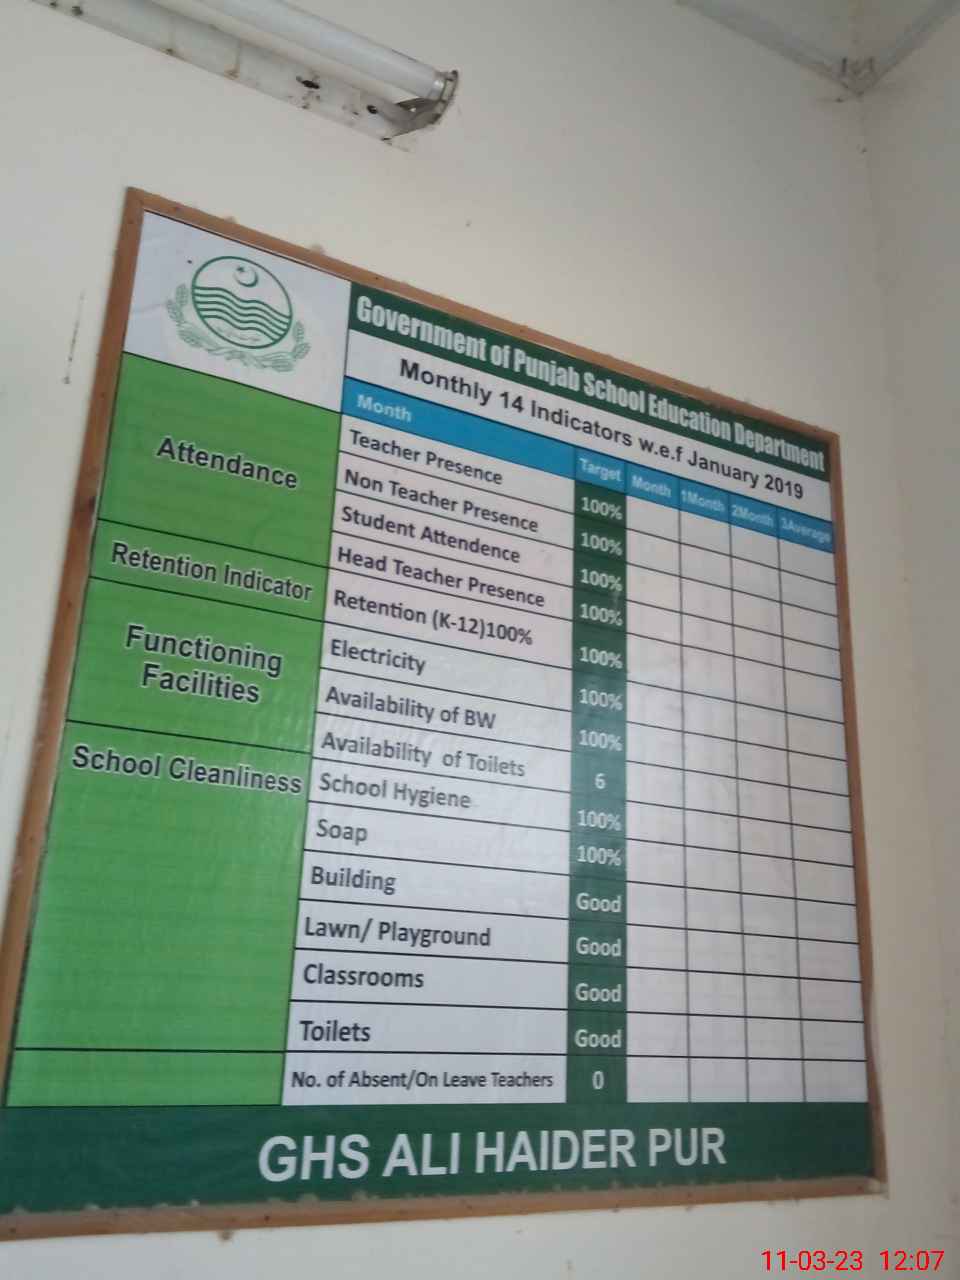 Government of Punjab School Education Department
Monthly 14 Indicators w.e.f January 2019
Month Target Month 1Month 2Month 3Average
Attendance
Teacher Presence 100%
Non Teacher Presence 100%
Student Attendence 100%
Head Teacher Presence 100%
Retention Indicator
Retention (K-12)100% 100%
Functioning
Facilities
Electricity 100%
Availability of BW 100%
Availability of Toilets 6
School Cleanliness
School Hygiene 100%
Soap 100%
Building Good
Lawn/ Playground Good
Classrooms Good
Toilets Good
No. of Absent/On Leave Teachers 0
GHS ALI HAIDER PUR
11-03-23 12:07